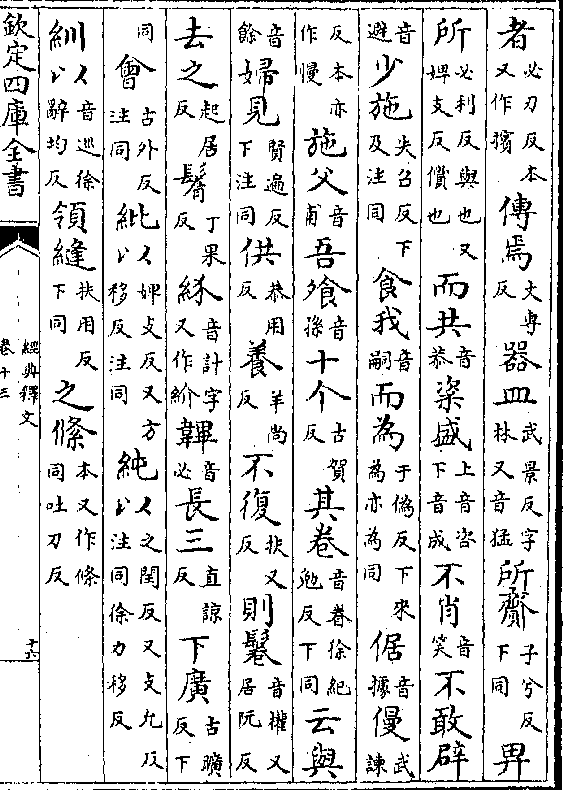 欽定四庫全書
者必刃反本又作擯傳焉丈專反器皿武景反字林又音猛所齎子兮反下同畀
所必利反與也又婢支反償也而共音恭粢盛上音咨下音成不肖音笑不敢辟
音避少施失召反下及注同食我音嗣而為于偽反下來為亦為同倨音據僈武諫
反本亦作慢施父音甫吾飧音孫十个古賀反其卷音眷徐紀勉反下同云與
音餘婦見賢遍反下注同供恭用反養羊尚反不復扶又反則鬈音權又居阮反
去之起居反鬌丁果反音計字又作紒韠音必長三直諒反下廣古曠反下
同會古外反注同紕以婢支反又方移反注同純以之閏反又支允反注同徐力移反
紃以音巡徐辭均反領縫扶用反下同之絛本又作條同吐刀反
經典釋文
卷十三
十六